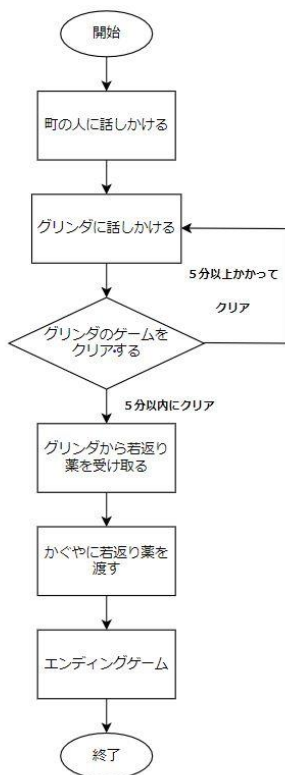 開始
町の人に話しかける
グリンダに話しかける
5分以上かかって
クリア
グリンダのゲームを
クリアする
5分以内にクリア
グリンダから若返り
薬を受け取る
かぐやに若返り薬を
渡す
エンディングゲーム
終了